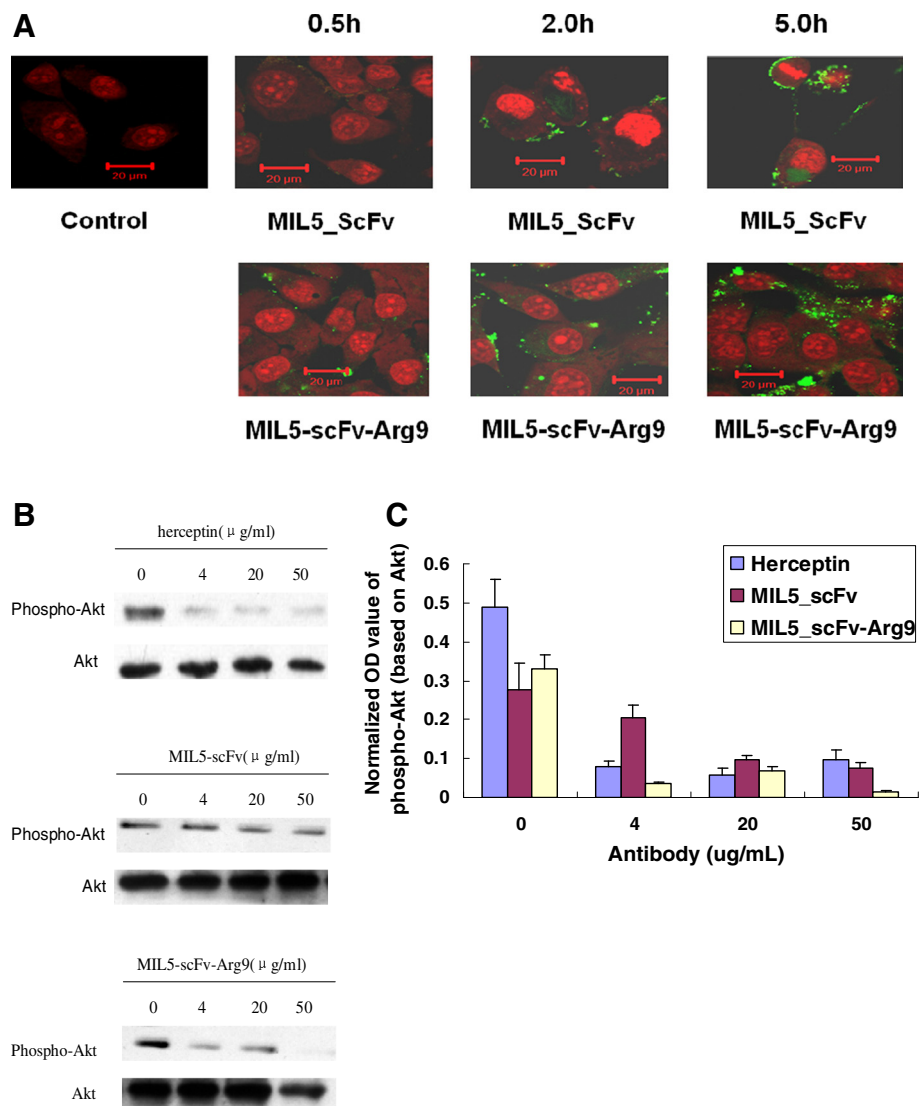 A
0.5h 2.0h 5.0h
20 µm 20 µm 20 µm 20 µm
Control MIL5_ScFv MIL5_ScFv MIL5_ScFv
20 µm 20 µm 20 µm
MIL5-scFv-Arg9 MIL5-scFv-Arg9 MIL5-scFv-Arg9
B
herceptin(μg/ml)
0 4 20 50
Phospho-Akt
Akt
MIL5-scFv(μg/ml)
0 4 20 50
Phospho-Akt
Akt
MIL5-scFv-Arg9(μg/ml)
0 4 20 50
Phospho-Akt
Akt
C
Normalized OD value of
phospho-Akt (based on Akt)
0.6
0.5
0.4
0.3
0.2
0.1
0
Herceptin
MIL5_scFv
MIL5_scFv-Arg9
0 4 20 50
Antibody (ug/mL)